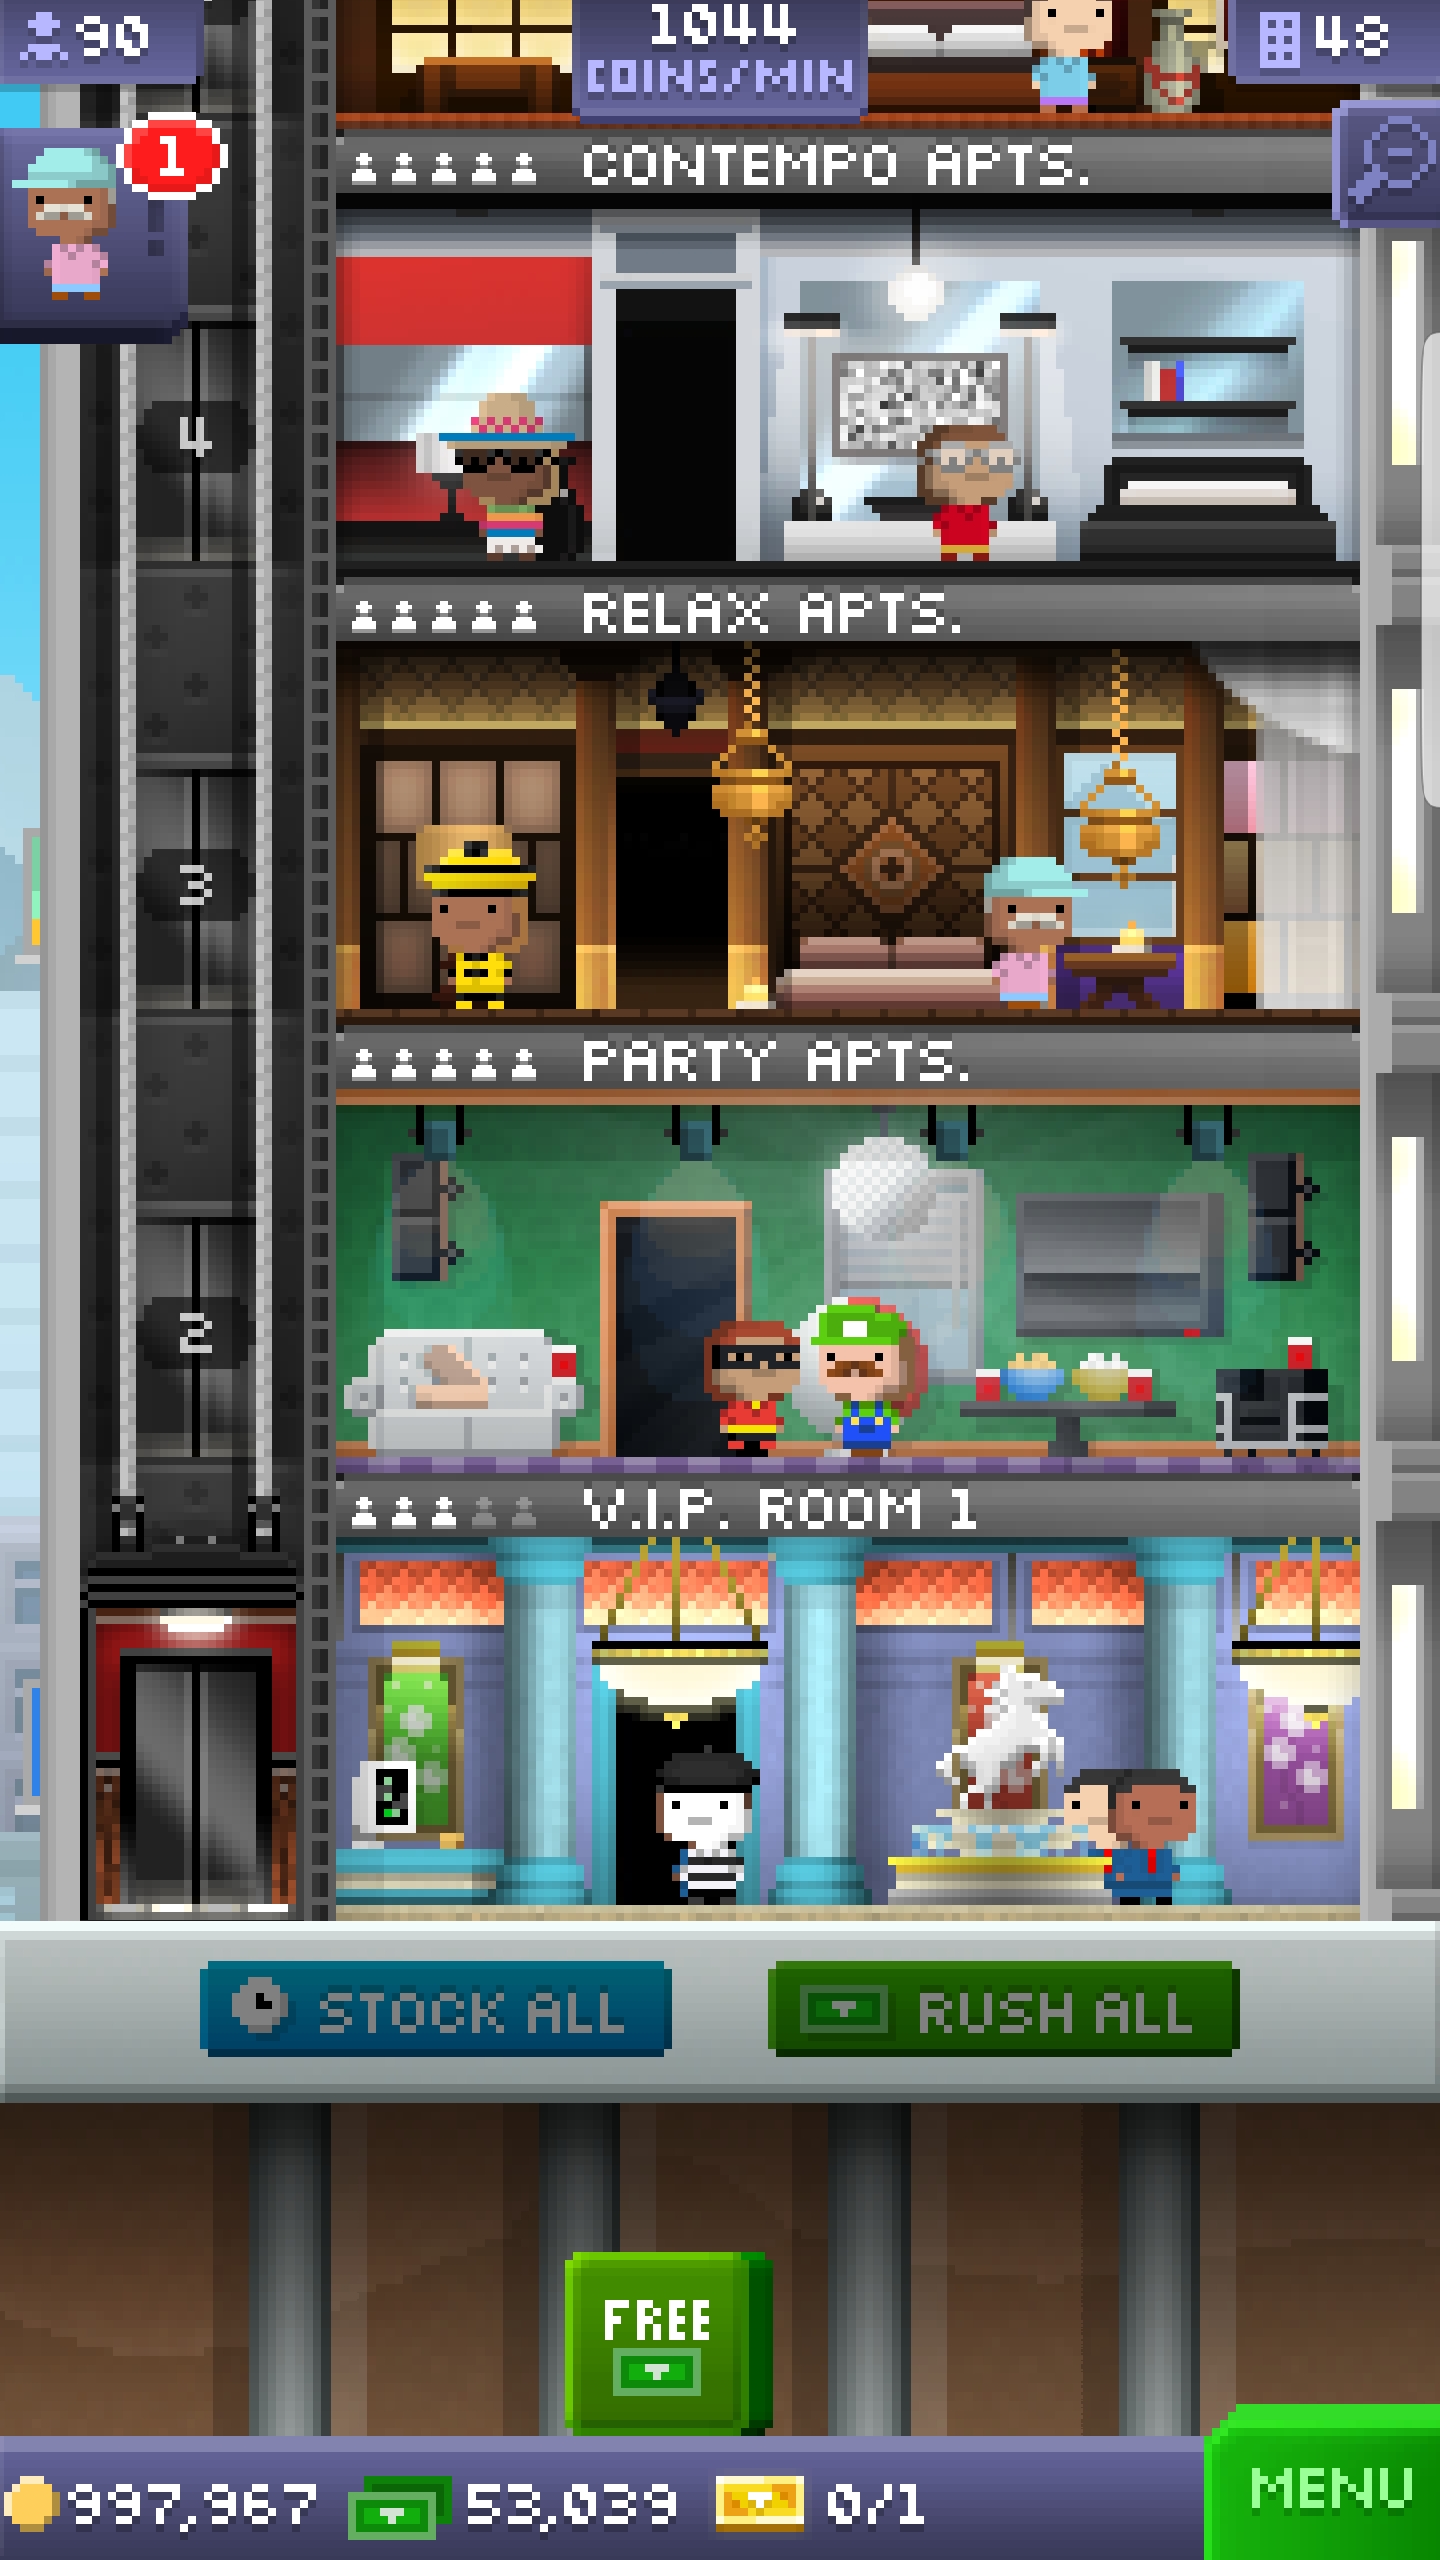 90
1044
COINS/MIN
48
1
CONTEMPO APTS.
4
RELAX APTS.
3
PARTY APTS.
2
V.I.P. ROOM 1
STOCK ALL
RUSH ALL
FREE
997,967
53,039
0/1
MENU